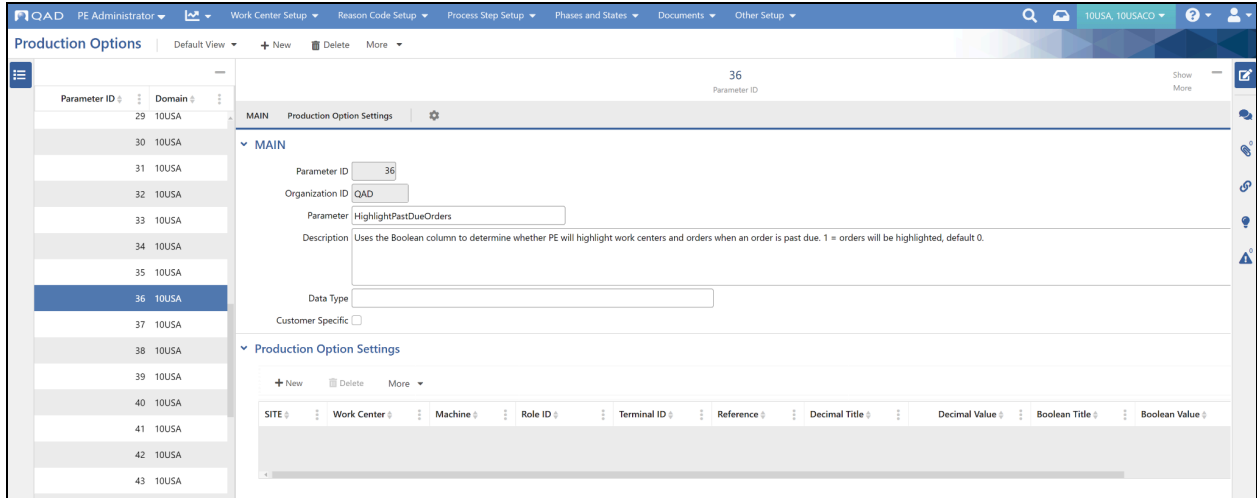 QAD PE Administrator Work Center Setup Reason Code Setup Process Step Setup Phases and States Documents Other Setup 10USA, 10USACO
Production Options Default View New Delete More
36 Show
Parameter ID More
Parameter ID Domain
MAIN Production Option Settings
29 10USA
30 10USA
31 10USA
32 10USA
33 10USA
34 10USA
35 10USA
36 10USA
37 10USA
38 10USA
39 10USA
40 10USA
41 10USA
42 10USA
43 10USA
MAIN
Parameter ID 36
Organization ID QAD
Parameter HighlightPastDueOrders
Description Uses the Boolean column to determine whether PE will highlight work centers and orders when an order is past due. 1 = orders will be highlighted, default 0.
Data Type
Customer Specific
Production Option Settings
New Delete More
SITE Work Center Machine Role ID Terminal ID Reference Decimal Title Decimal Value Boolean Title Boolean Value
0
0